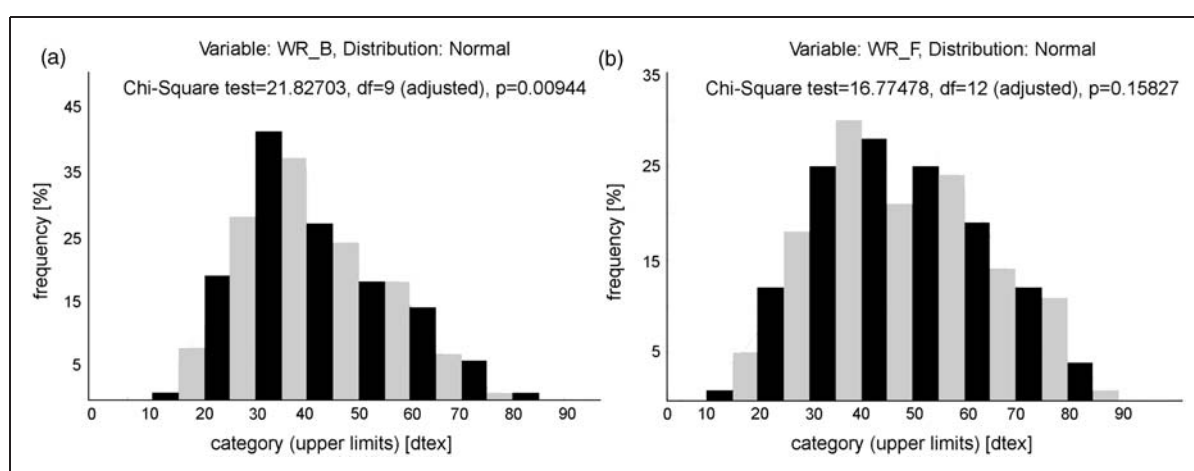 (a)
Variable: WR_B, Distribution: Normal
Chi-Square test=21.82703, df=9 (adjusted), p=0.00944
45
35
25
15
5
frequency [%]
0 10 20 30 40 50 60 70 80 90
category (upper limits) [dtex]
(b)
Variable: WR_F, Distribution: Normal
Chi-Square test=16.77478, df=12 (adjusted), p=0.15827
35
25
15
5
frequency [%]
0 10 20 30 40 50 60 70 80 90
category (upper limits) [dtex]